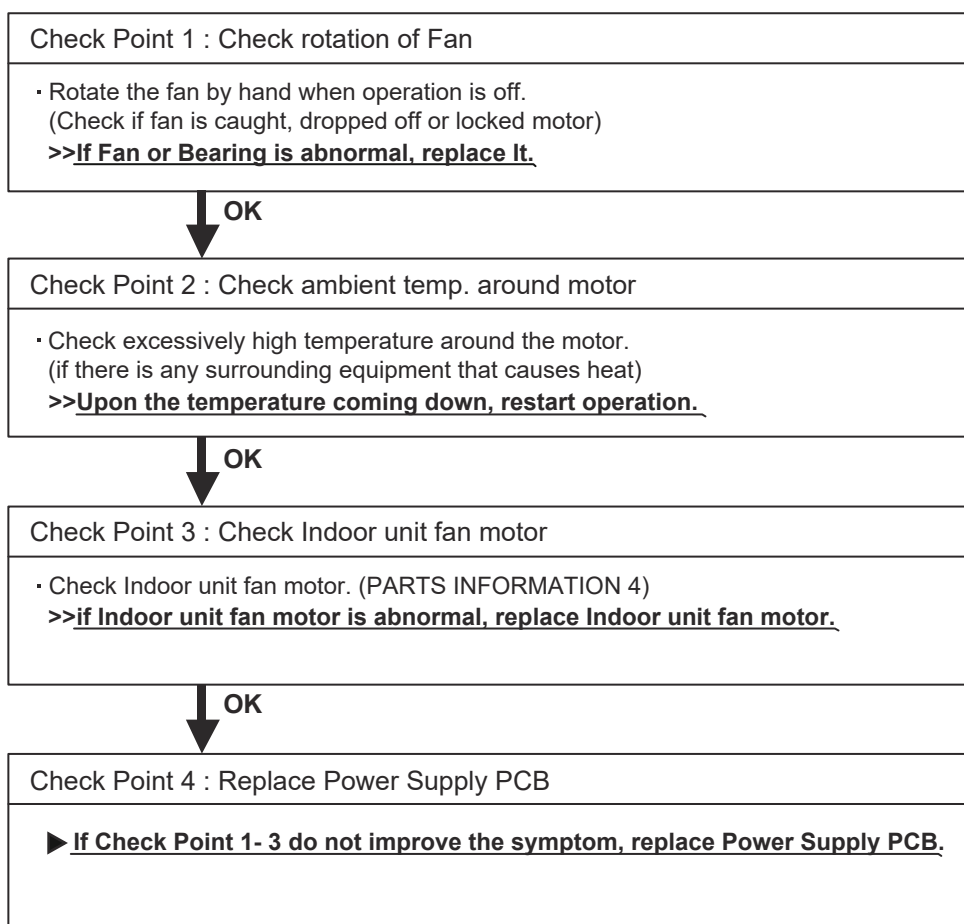 Check Point 1 : Check rotation of Fan
▪ Rotate the fan by hand when operation is off.
(Check if fan is caught, dropped off or locked motor)
>>If Fan or Bearing is abnormal, replace It.
OK
Check Point 2 : Check ambient temp. around motor
▪ Check excessively high temperature around the motor.
(if there is any surrounding equipment that causes heat)
>>Upon the temperature coming down, restart operation.
OK
Check Point 3 : Check Indoor unit fan motor
▪ Check Indoor unit fan motor. (PARTS INFORMATION 4)
>>if Indoor unit fan motor is abnormal, replace Indoor unit fan motor.
OK
Check Point 4 : Replace Power Supply PCB
▶ If Check Point 1- 3 do not improve the symptom, replace Power Supply PCB.